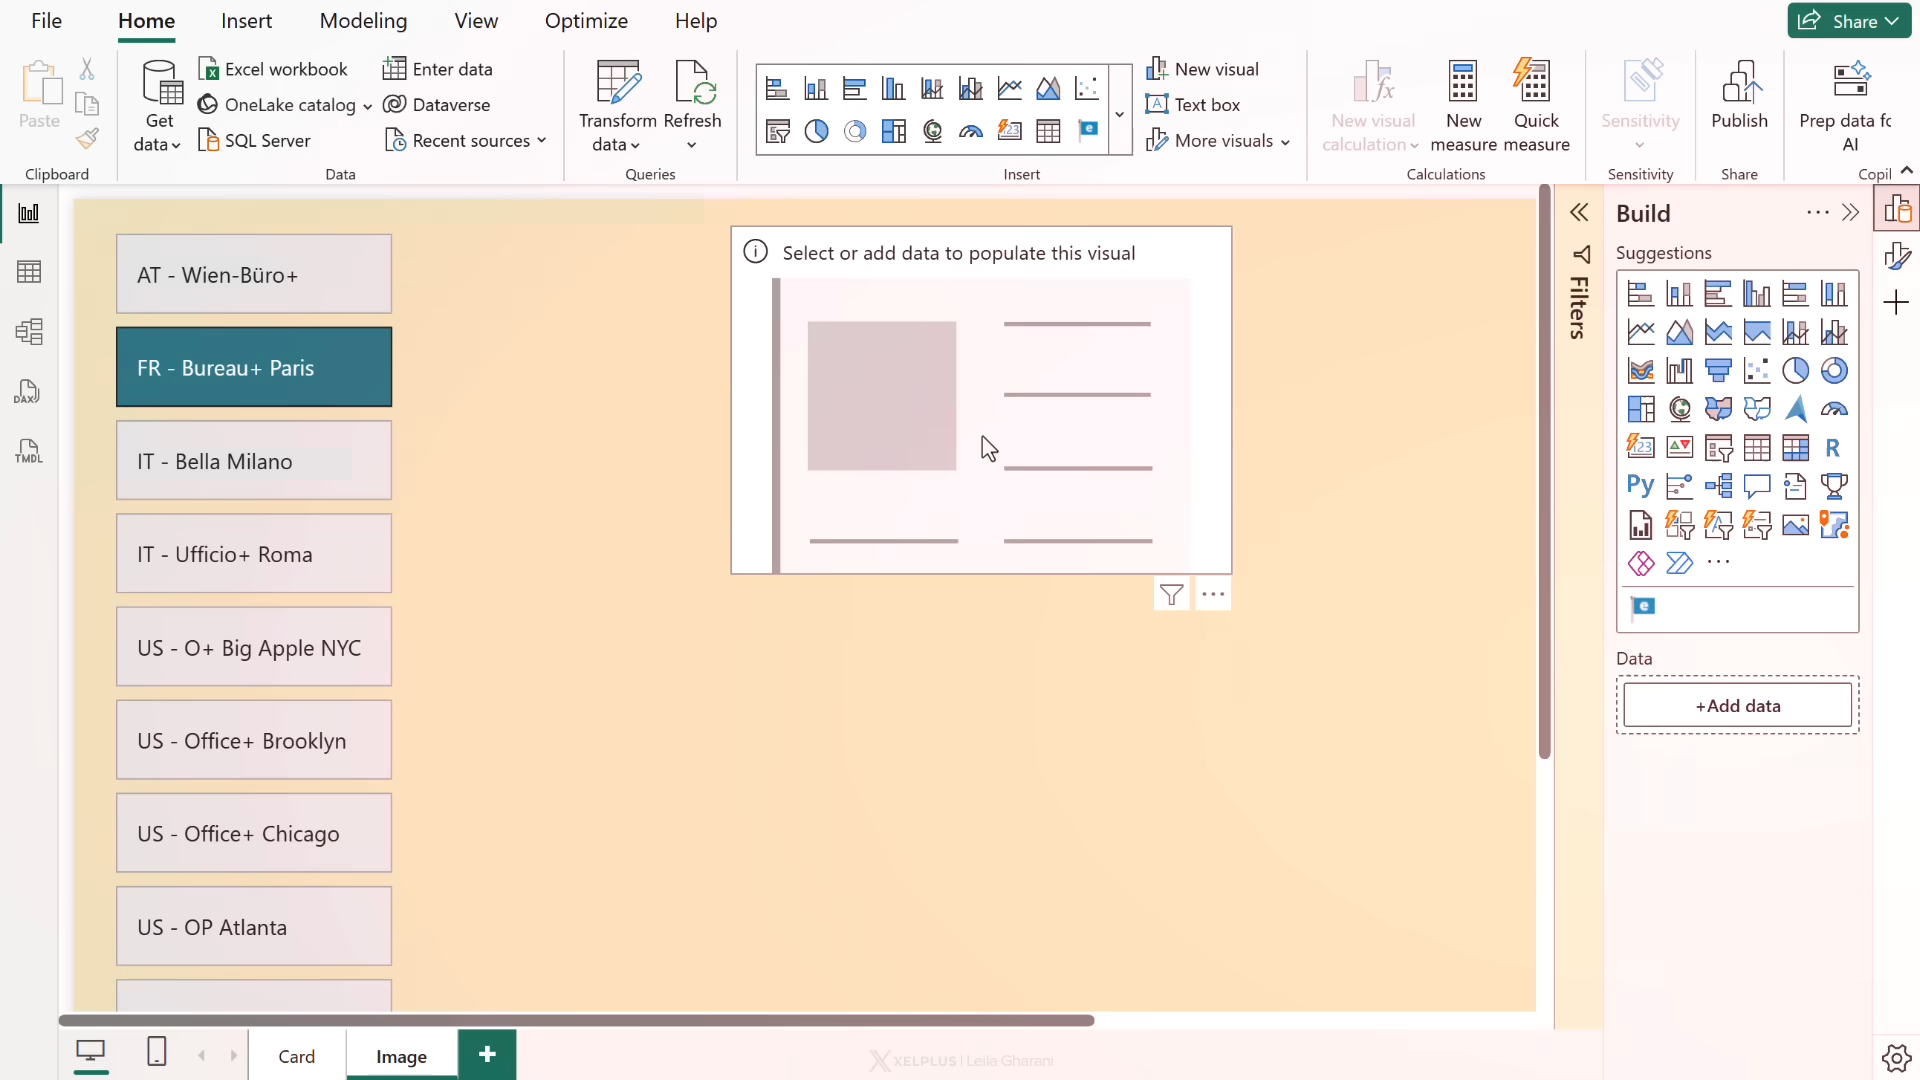 File Home Insert Modeling View Optimize Help Share
Paste
Clipboard
Get
data
Excel workbook
OneLake catalog
SQL Server
Enter data
Dataverse
Recent sources
Data
Transform
data
Refresh
Queries
123
A
New visual
Text box
More visuals
Insert
New visual
calculation
New
measure
Quick
measure
Calculations
Sensitivity
Sensitivity
Publish
Share
Prep data fo
AI
Copil
DAX
TMDL
AT - Wien-Büro+
FR - Bureau+ Paris
IT - Bella Milano
IT - Ufficio+ Roma
US - O+ Big Apple NYC
US - Office+ Brooklyn
US - Office+ Chicago
US - OP Atlanta
Select or add data to populate this visual
Filters
Build
Suggestions
123
R
Py
Data
+Add data
Card
Image
XELPLUS | Leila Gharani